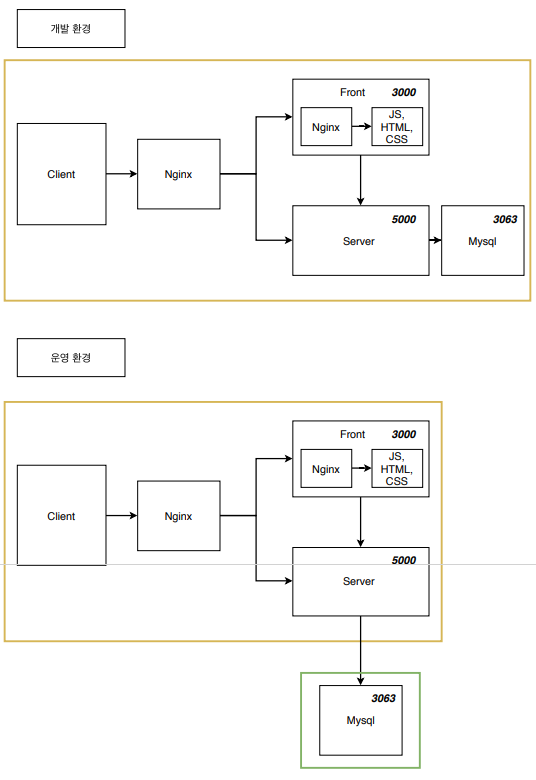 개발 환경
Front 3000
Nginx
JS,
HTML,
CSS
Client
Nginx
5000
Server
3063
Mysql
운영 환경
Front 3000
Nginx
JS,
HTML,
CSS
Client
Nginx
5000
Server
3063
Mysql